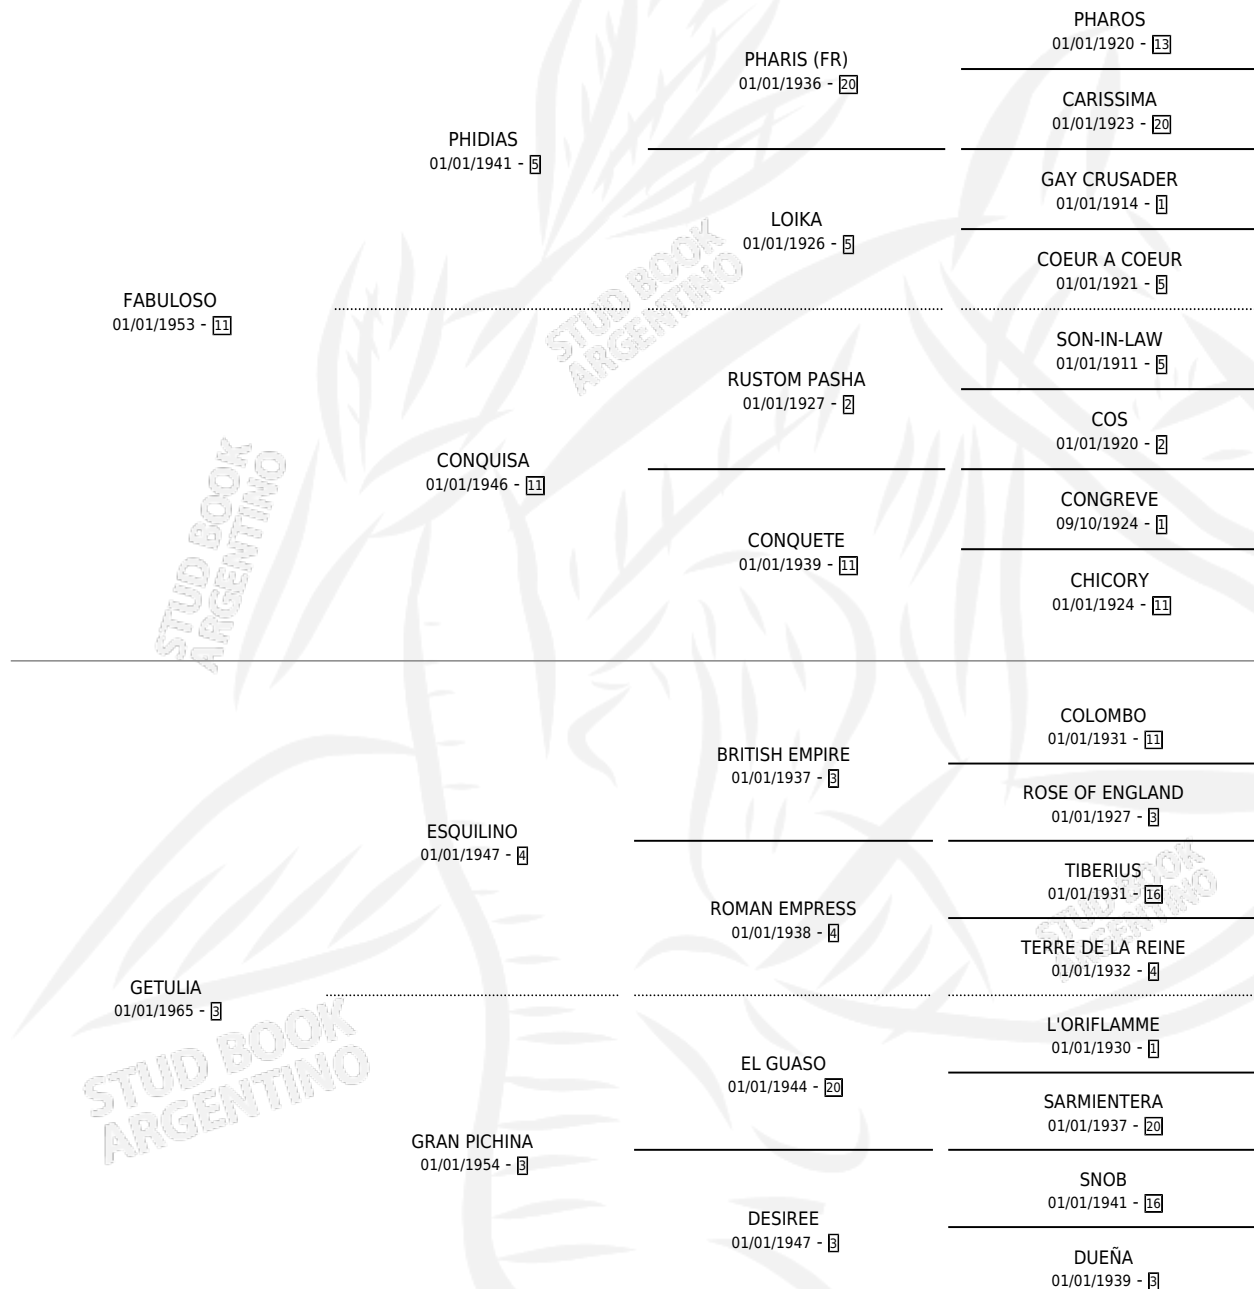 PHAROS
01/01/1920 - 13
PHARIS (FR)
01/01/1936 - 20
CARISSIMA
01/01/1923 - 20
PHIDIAS
01/01/1941 - 5
GAY CRUSADER
01/01/1914 - 1
LOIKA
01/01/1926 - 5
COEUR A COEUR
01/01/1921 - 5
FABULOSO
01/01/1953 - 11
STUD BOOK
ARGENTINO
SON-IN-LAW
01/01/1911 - 5
RUSTOM PASHA
01/01/1927 - 2
COS
01/01/1920 - 2
CONQUISA
01/01/1946 - 11
CONGREVE
09/10/1924 - 1
CONQUETE
01/01/1939 - 11
CHICORY
01/01/1924 - 11
STUD BOOK
ARGENTINO
COLOMBO
01/01/1931 - 11
BRITISH EMPIRE
01/01/1937 - 3
ROSE OF ENGLAND
01/01/1927 - 3
ESQUILINO
01/01/1947 - 4
TIBERIUS
01/01/1931 - 16
STUD BOOK
ARGENTINO
ROMAN EMPRESS
01/01/1938 - 4
TERRE DE LA REINE
01/01/1932 - 4
GETULIA
01/01/1965 - 3
STUD BOOK
ARGENTINO
L'ORIFLAMME
01/01/1930 - 1
EL GUASO
01/01/1944 - 20
SARMIENTERA
01/01/1937 - 20
GRAN PICHINA
01/01/1954 - 3
SNOB
01/01/1941 - 16
DESIREE
01/01/1947 - 3
DUEÑA
01/01/1939 - 3